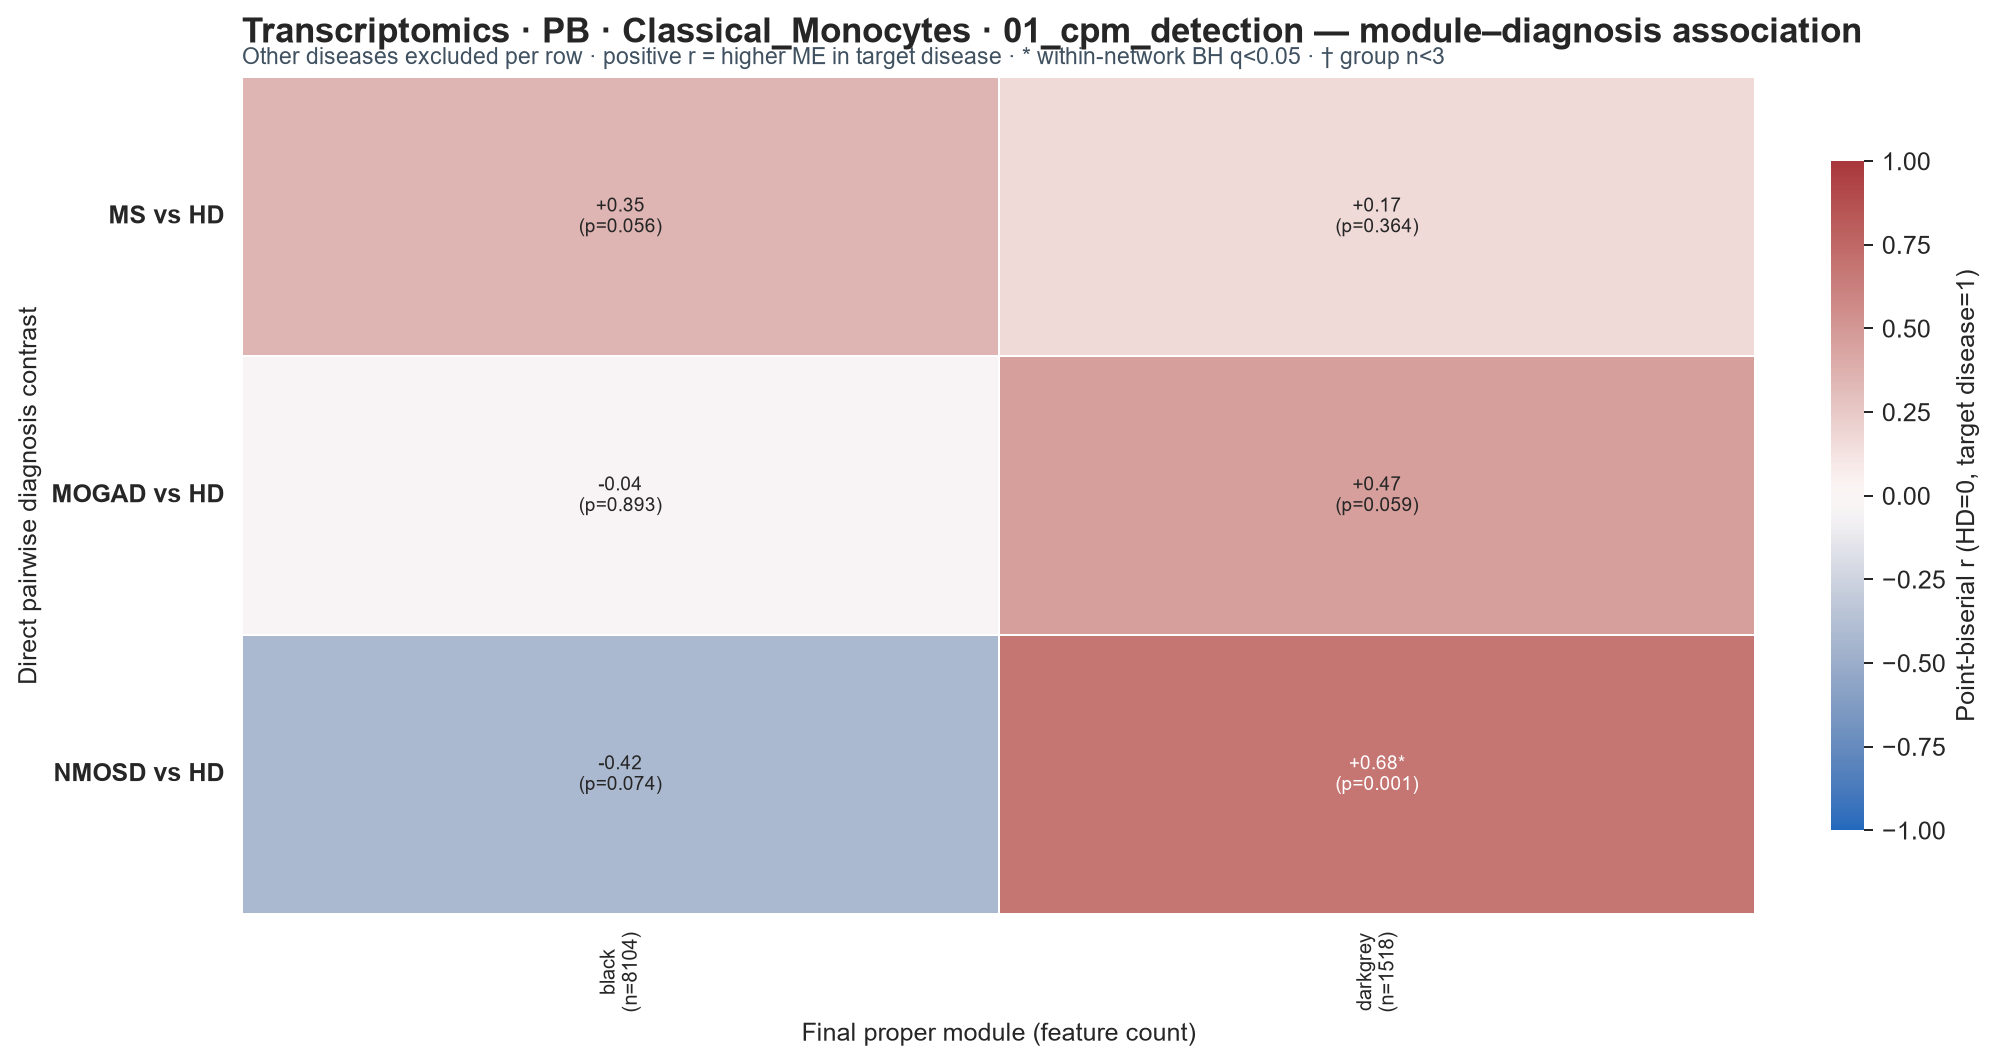 Transcriptomics · PB · Classical_Monocytes · 01_cpm_detection — module–diagnosis association
Other diseases excluded per row · positive r = higher ME in target disease · * within-network BH q<0.05 · † group n<3
Direct pairwise diagnosis contrast
MS vs HD
+0.35
(p=0.056)
+0.17
(p=0.364)
MOGAD vs HD
-0.04
(p=0.893)
+0.47
(p=0.059)
NMOSD vs HD
-0.42
(p=0.074)
+0.68*
(p=0.001)
black
(n=8104)
darkgrey
(n=1518)
Final proper module (feature count)
1.00
0.75
0.50
0.25
0.00
−0.25
−0.50
−0.75
−1.00
Point-biserial r (HD=0, target disease=1)